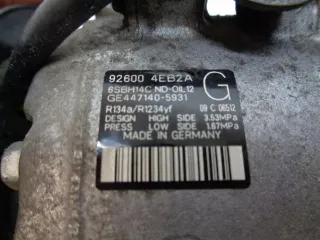 92600 4EB2A
G
6SBH14C ND-OIL12
GE447140-5931
R134a/R1234yf 09 C 06512
DESIGN HIGH SIDE 3.53MPa
PRESS LOW SIDE 1.67MPa
MADE IN GERMANY